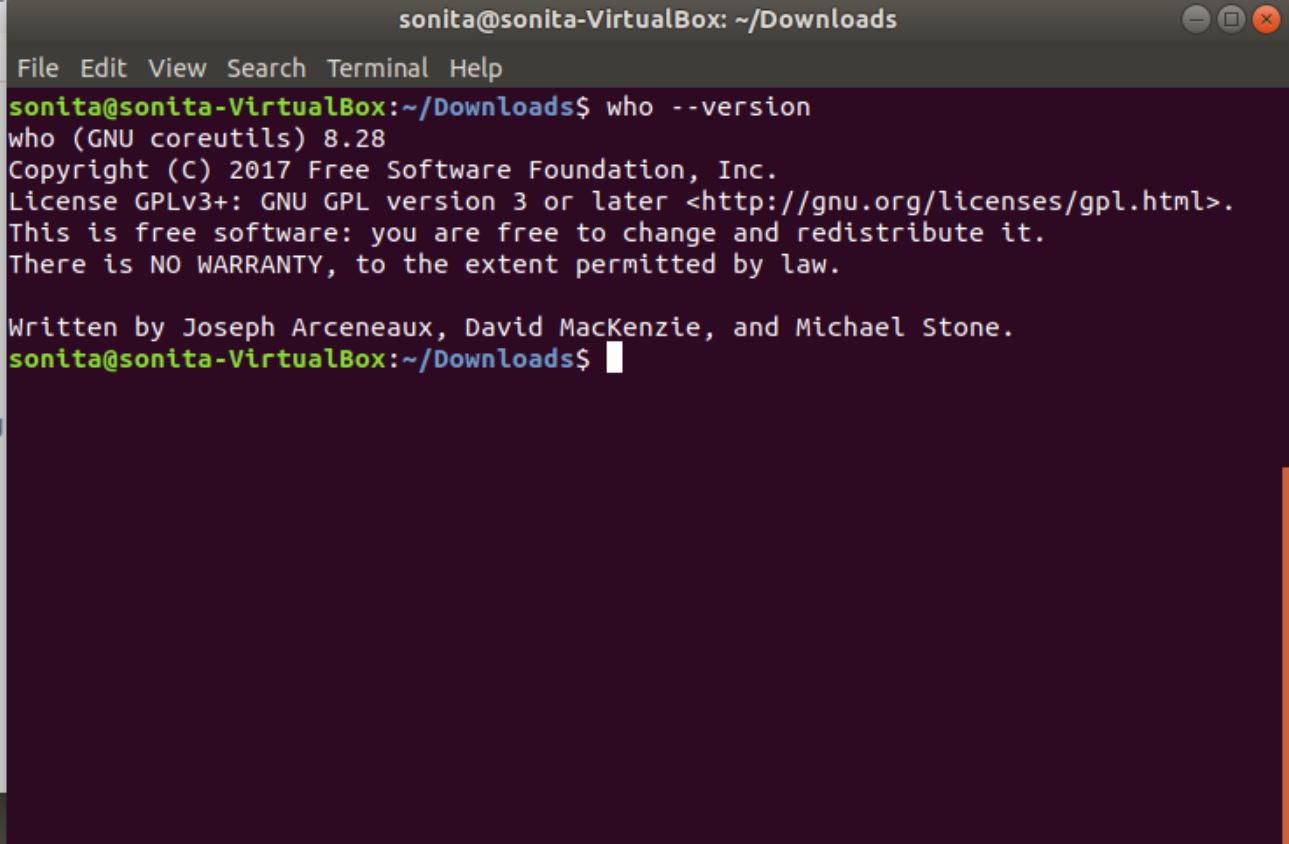 sonita@sonita-VirtualBox: ~/Downloads
File Edit View Search Terminal Help
sonita@sonita-VirtualBox:~/Downloads$ who --version
who (GNU coreutils) 8.28
Copyright (C) 2017 Free Software Foundation, Inc.
License GPLv3+: GNU GPL version 3 or later <http://gnu.org/licenses/gpl.html>.
This is free software: you are free to change and redistribute it.
There is NO WARRANTY, to the extent permitted by law.

Written by Joseph Arceneaux, David MacKenzie, and Michael Stone.
sonita@sonita-VirtualBox:~/Downloads$